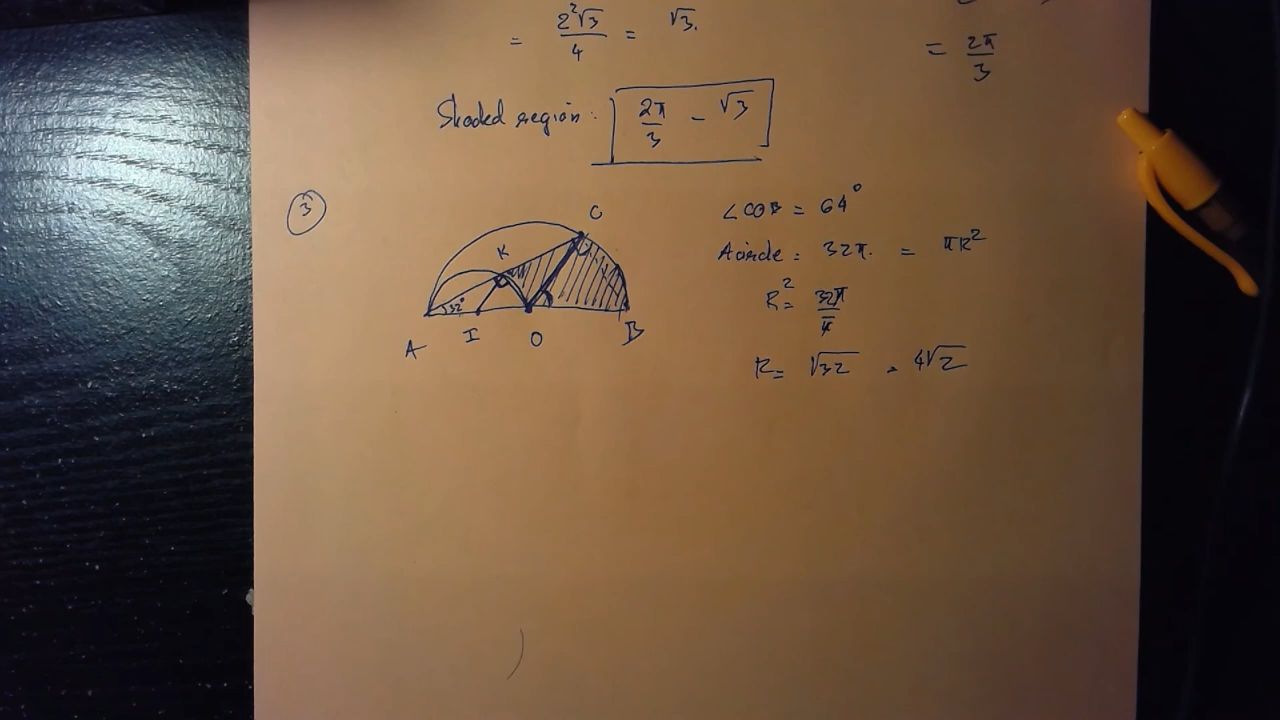 = 2²√3 / 4 = √3.
= 2π / 3
Shaded region: 2π / 3 - √3
3
∠COB = 64°
A circle = 32π. = πR²
R² = 32π / π
R = √32 = 4√2
C
K
32°
A I O B